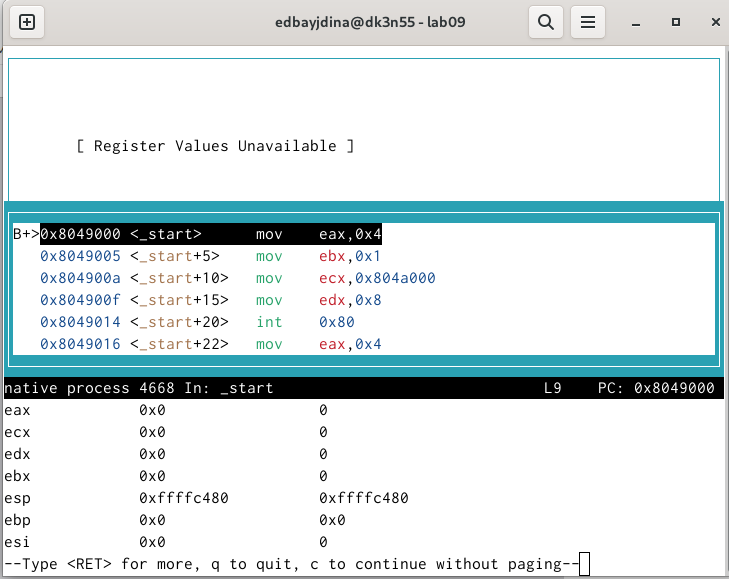 edbayjdina@dk3n55 - lab09
[ Register Values Unavailable ]
B+>0x8049000 <_start> mov eax,0x4
0x8049005 <_start+5> mov ebx,0x1
0x804900a <_start+10> mov ecx,0x804a000
0x804900f <_start+15> mov edx,0x8
0x8049014 <_start+20> int 0x80
0x8049016 <_start+22> mov eax,0x4
native process 4668 In: _start L9 PC: 0x8049000
eax 0x0 0
ecx 0x0 0
edx 0x0 0
ebx 0x0 0
esp 0xffffc480 0xffffc480
ebp 0x0 0x0
esi 0x0 0
--Type <RET> for more, q to quit, c to continue without paging--